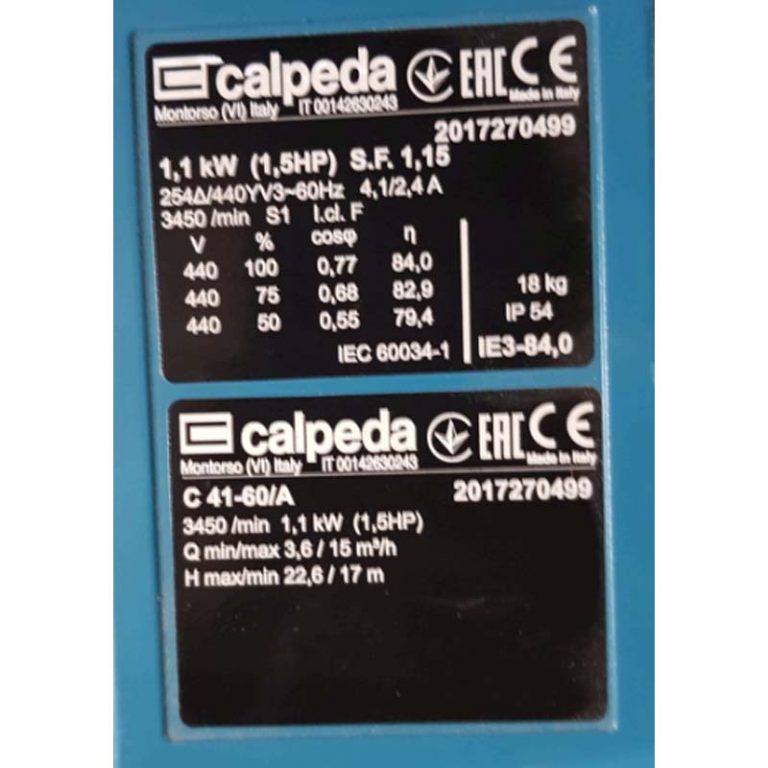 calpeda EAC CE
Made in Italy
Montorso (VI) Italy IT 00142630243
2017270499
1,1 kW (1,5HP) S.F. 1,15
254Δ/440YV3~60Hz 4,1/2,4 A
3450 /min S1 I.cl. F
V % cosφ η
440 100 0,77 84,0
440 75 0,68 82,9
440 50 0,55 79,4
18 kg
IP 54
IEC 60034-1 IE3-84,0
calpeda EAC CE
Made in Italy
Montorso (VI) Italy IT 00142630243
C 41-60/A 2017270499
3450 /min 1,1 kW (1,5HP)
Q min/max 3,6 / 15 m³/h
H max/min 22,6 / 17 m